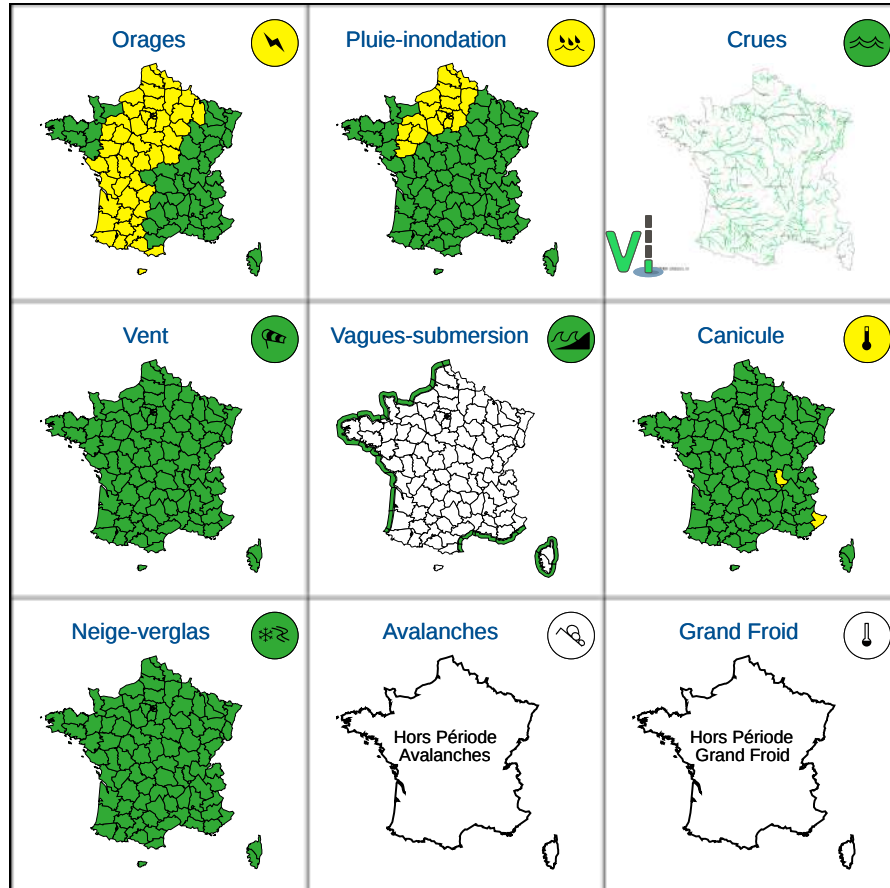 Orages
Pluie-inondation
Crues
Vent
Vagues-submersion
Canicule
Neige-verglas
Avalanches
Grand Froid
Hors Période
Avalanches
Hors Période
Grand Froid